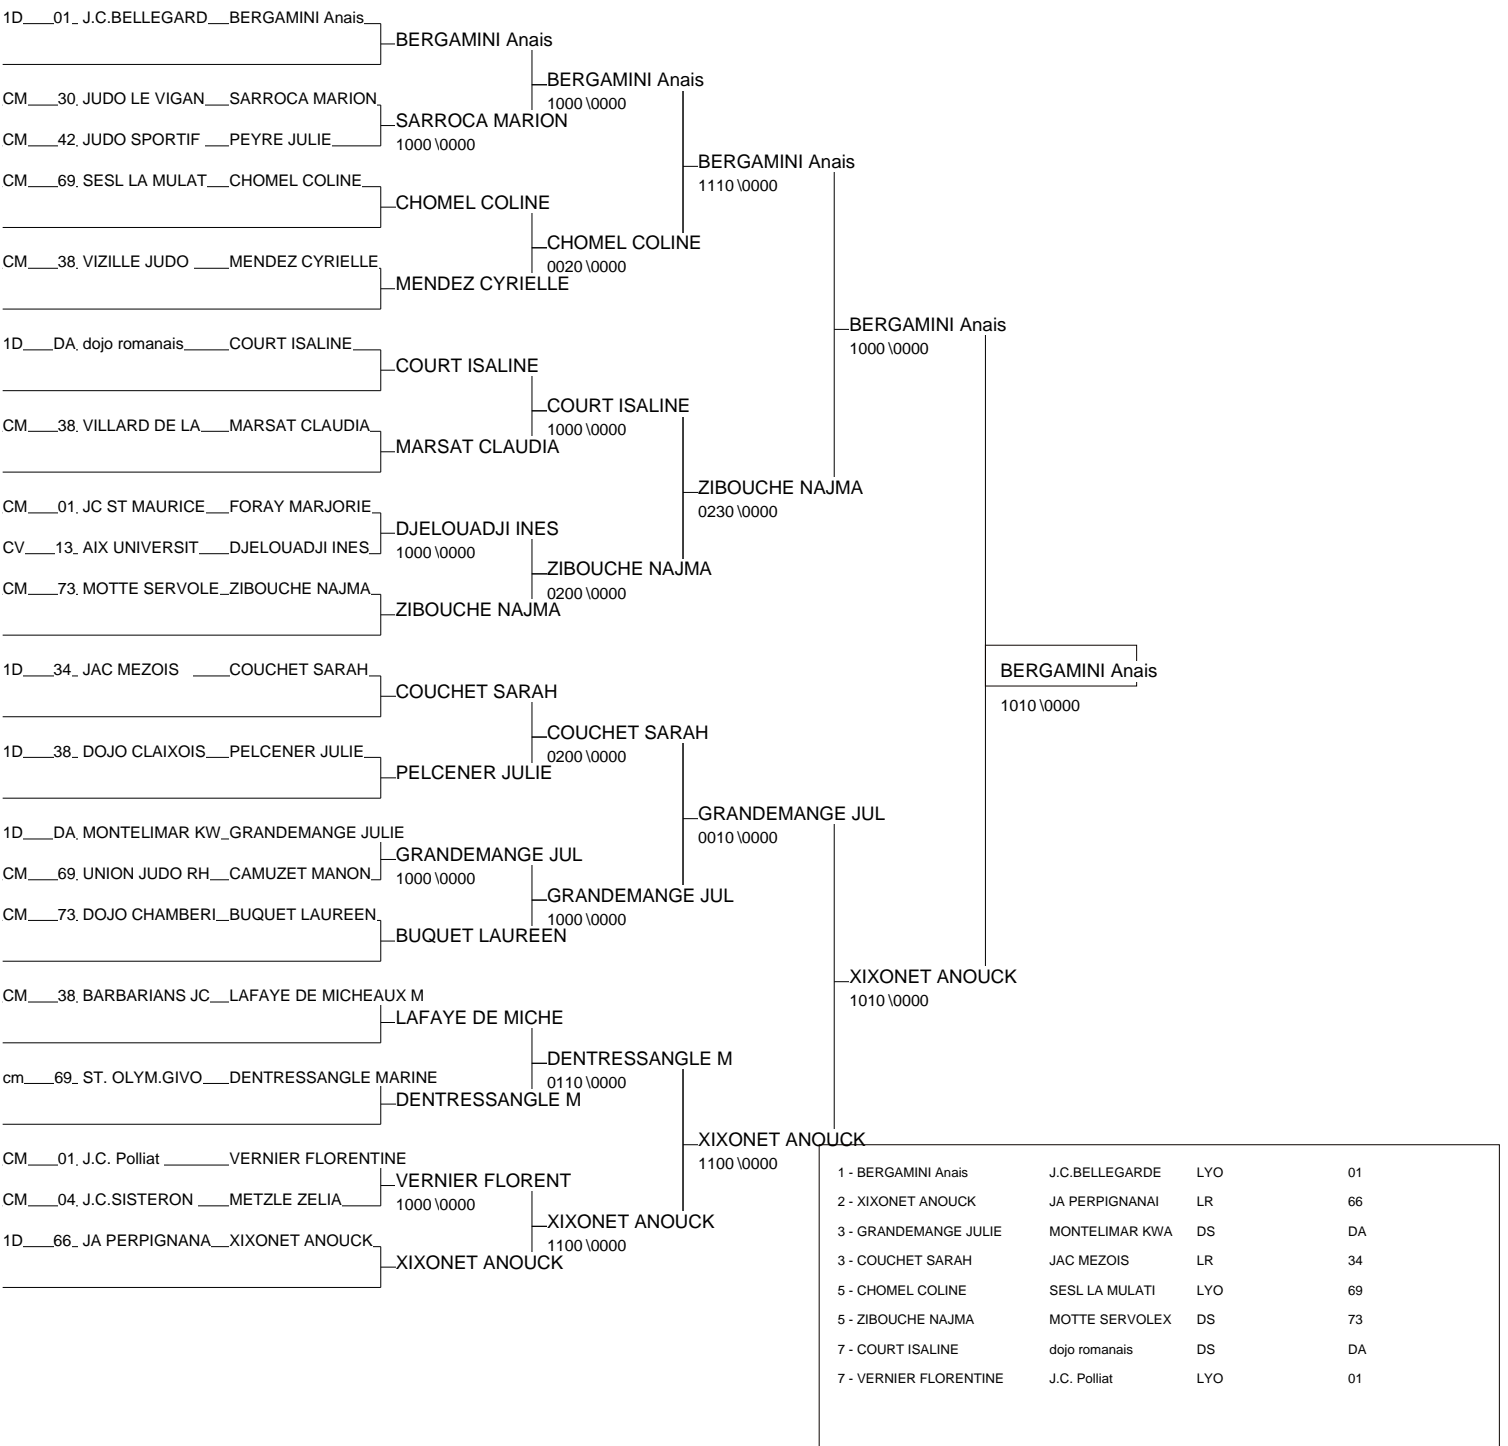 1D 01 J.C.BELLEGARD BERGAMINI Anais
CM 30 JUDO LE VIGAN SARROCA MARION
CM 42 JUDO SPORTIF PEYRE JULIE
CM 69 SESL LA MULAT CHOMEL COLINE
CM 38 VIZILLE JUDO MENDEZ CYRIELLE
1D DA dojo romanais COURT ISALINE
CM 38 VILLARD DE LA MARSAT CLAUDIA
CM 01 JC ST MAURICE FORAY MARJORIE
CV 13 AIX UNIVERSIT DJELOUADJI INES
CM 73 MOTTE SERVOLE ZIBOUCHE NAJMA
1D 34 JAC MEZOIS COUCHET SARAH
1D 38 DOJO CLAIXOIS PELCENER JULIE
1D DA MONTELIMAR KW GRANDEMANGE JULIE
CM 69 UNION JUDO RH CAMUZET MANON
CM 73 DOJO CHAMBERI BUQUET LAUREEN
CM 38 BARBARIANS JC LAFAYE DE MICHEAUX M
cm 69 ST. OLYM.GIVO DENTRESSANGLE MARINE
CM 01 J.C. Polliat VERNIER FLORENTINE
CM 04 J.C.SISTERON METZLE ZELIA
1D 66 JA PERPIGNANA XIXONET ANOUCK
BERGAMINI Anais
SARROCA MARION
1000 \0000
CHOMEL COLINE
MENDEZ CYRIELLE
COURT ISALINE
MARSAT CLAUDIA
DJELOUADJI INES
1000 \0000
ZIBOUCHE NAJMA
COUCHET SARAH
PELCENER JULIE
GRANDEMANGE JUL
1000 \0000
BUQUET LAUREEN
LAFAYE DE MICHE
DENTRESSANGLE M
VERNIER FLORENT
1000 \0000
XIXONET ANOUCK
BERGAMINI Anais
1000 \0000
CHOMEL COLINE
0020 \0000
COURT ISALINE
1000 \0000
ZIBOUCHE NAJMA
0200 \0000
COUCHET SARAH
0200 \0000
GRANDEMANGE JUL
1000 \0000
DENTRESSANGLE M
0110 \0000
XIXONET ANOUCK
1100 \0000
BERGAMINI Anais
1110 \0000
ZIBOUCHE NAJMA
0230 \0000
GRANDEMANGE JUL
0010 \0000
XIXONET ANOUCK
1100 \0000
BERGAMINI Anais
1000 \0000
XIXONET ANOUCK
1010 \0000
BERGAMINI Anais
1010 \0000
1 - BERGAMINI Anais J.C.BELLEGARDE LYO 01
2 - XIXONET ANOUCK JA PERPIGNANAI LR 66
3 - GRANDEMANGE JULIE MONTELIMAR KWA DS DA
3 - COUCHET SARAH JAC MEZOIS LR 34
5 - CHOMEL COLINE SESL LA MULATI LYO 69
5 - ZIBOUCHE NAJMA MOTTE SERVOLEX DS 73
7 - COURT ISALINE dojo romanais DS DA
7 - VERNIER FLORENTINE J.C. Polliat LYO 01